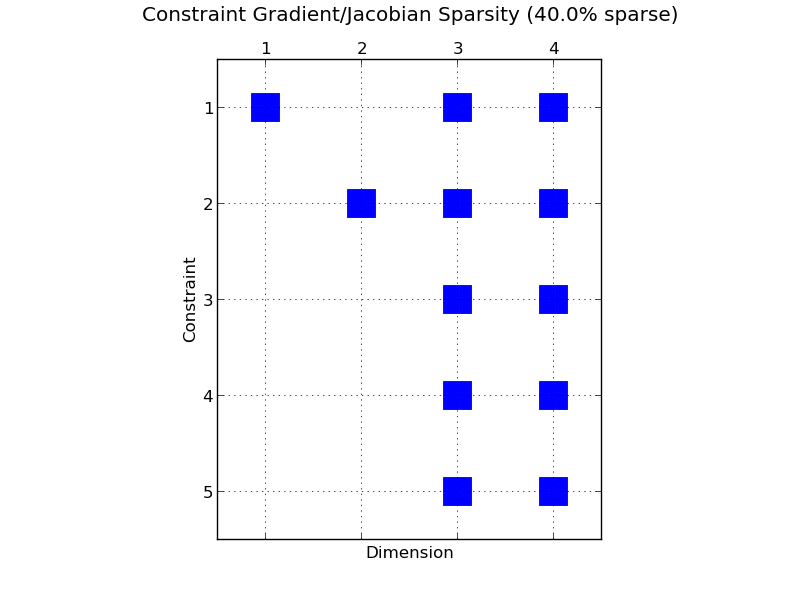 Constraint Gradient/Jacobian Sparsity (40.0% sparse)
1 2 3 4
1
2
3
4
5
Constraint
Dimension